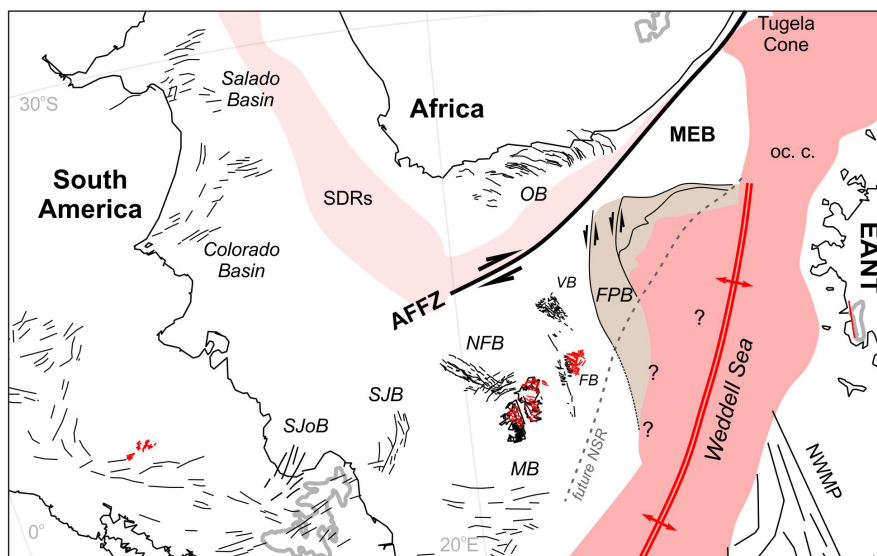 Tugela
Cone
Salado
Basin
30°S
Africa
MEB
oc. c.
South
America
SDRs
OB
EANT
Colorado
Basin
AFFZ
VB
FPB
?
NFB
FB
?
Weddell Sea
SJB
SJoB
?
MB
future NSR
NWMP
0°
20°E